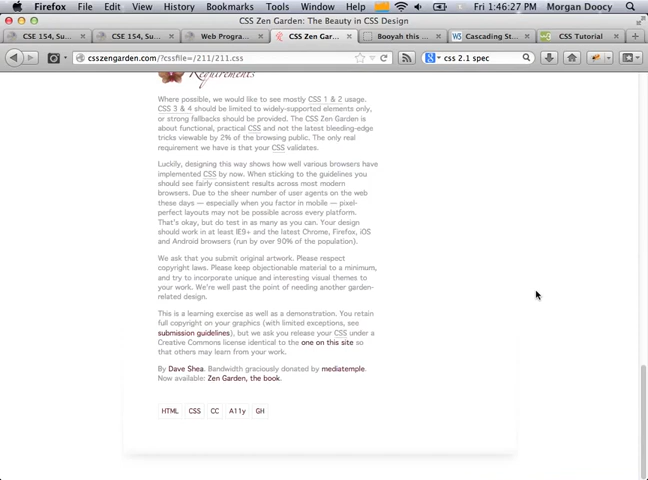 Firefox File Edit View History Bookmarks Tools Window Help Fri 1:46:27 PM Morgan Doocy
CSS Zen Garden: The Beauty in CSS Design
CSE 154, Su... CSE 154, Su... Web Progra... CSS Zen Gar... Booyah this ... Cascading St... CSS Tutorial
csszengarden.com/?cssfile=/211/211.css css 2.1 spec
Requirements
Where possible, we would like to see mostly CSS 1 & 2 usage.
CSS 3 & 4 should be limited to widely-supported elements only,
or strong fallbacks should be provided. The CSS Zen Garden is
about functional, practical CSS and not the latest bleeding-edge
tricks viewable by 2% of the browsing public. The only real
requirement we have is that your CSS validates.
Luckily, designing this way shows how well various browsers have
implemented CSS by now. When sticking to the guidelines you
should see fairly consistent results across most modern
browsers. Due to the sheer number of user agents on the web
these days — especially when you factor in mobile — pixel-
perfect layouts may not be possible across every platform.
That's okay, but do test in as many as you can. Your design
should work in at least IE9+ and the latest Chrome, Firefox, iOS
and Android browsers (run by over 90% of the population).
We ask that you submit original artwork. Please respect
copyright laws. Please keep objectionable material to a minimum,
and try to incorporate unique and interesting visual themes to
your work. We're well past the point of needing another garden-
related design.
This is a learning exercise as well as a demonstration. You retain
full copyright on your graphics (with limited exceptions, see
submission guidelines), but we ask you release your CSS under a
Creative Commons license identical to the one on this site so
that others may learn from your work.
By Dave Shea. Bandwidth graciously donated by mediatemple.
Now available: Zen Garden, the book.
HTML CSS CC A11y GH